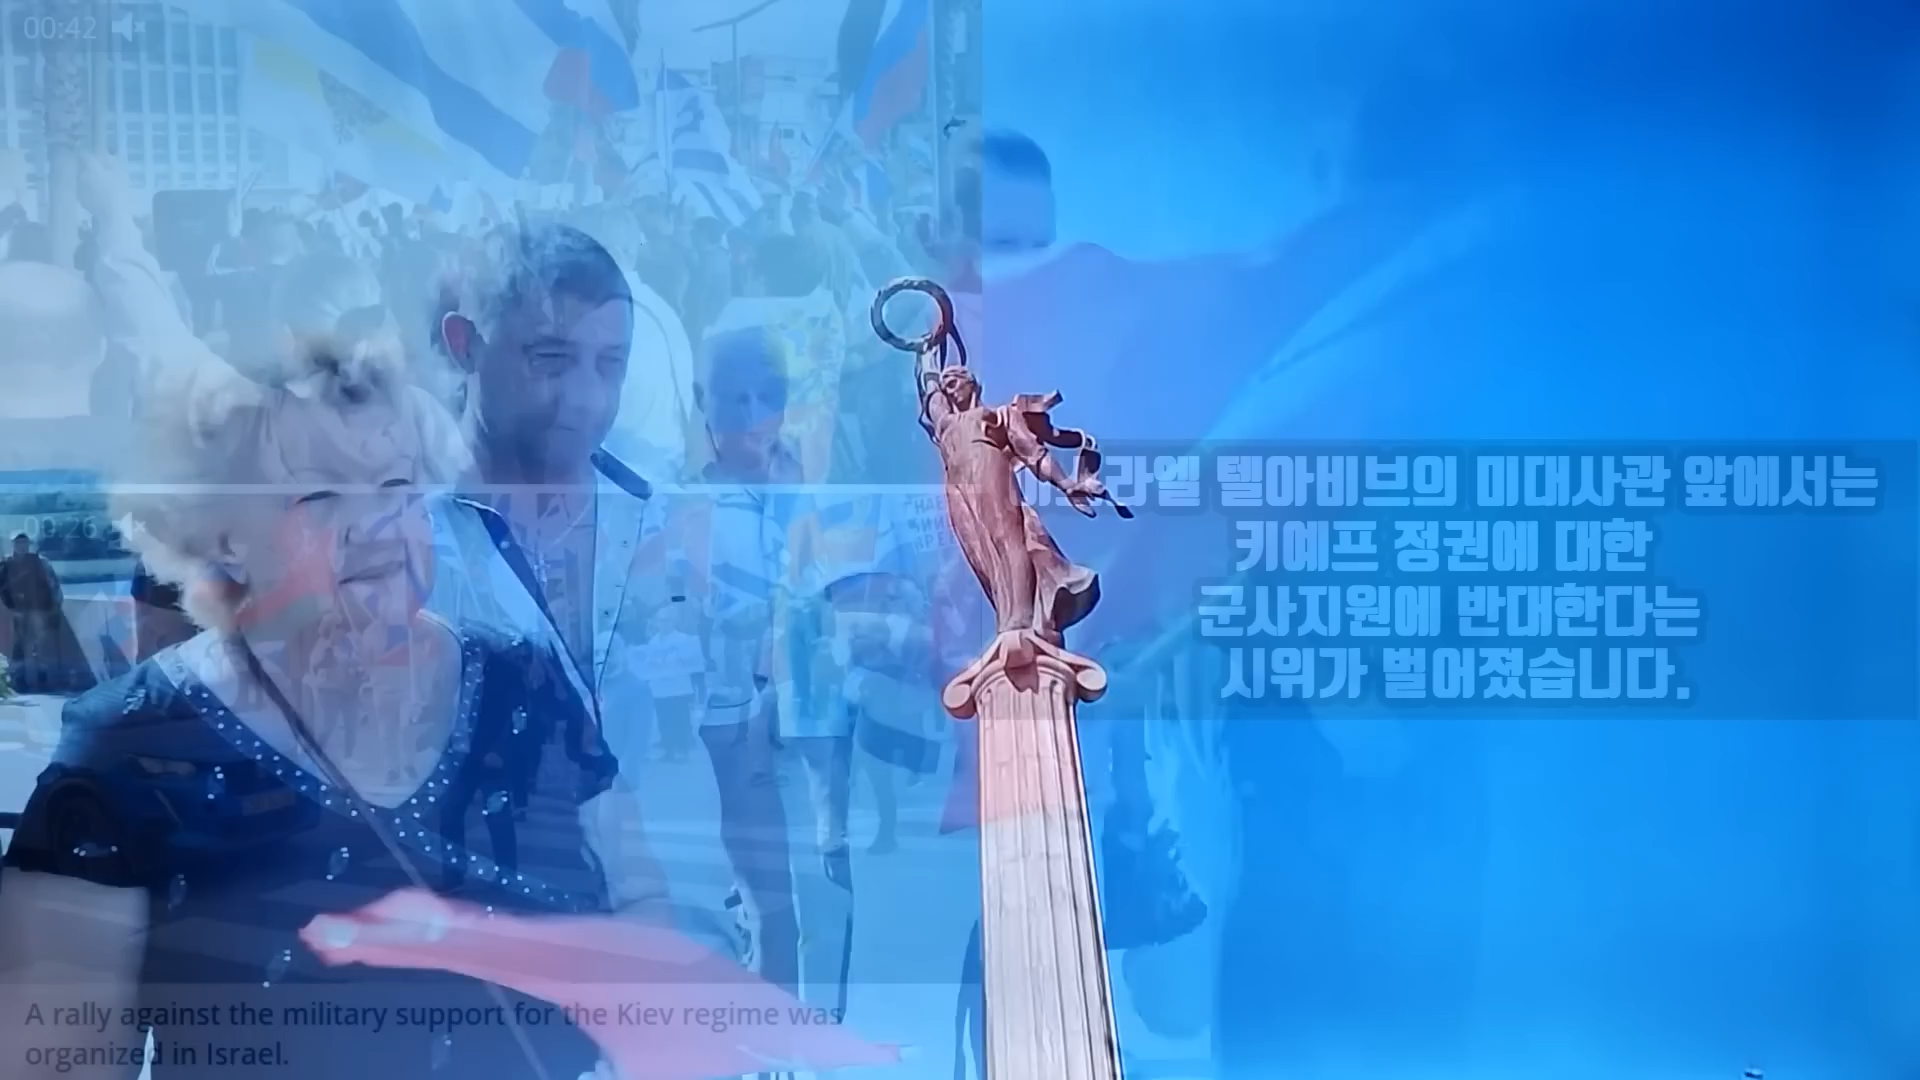 00:42
라엘 텔아비브의 미대사관 앞에서는
키예프 정권에 대한
군사지원에 반대한다는
시위가 벌어졌습니다.
00:26
A rally against the military support for the Kiev regime was
organized in Israel.